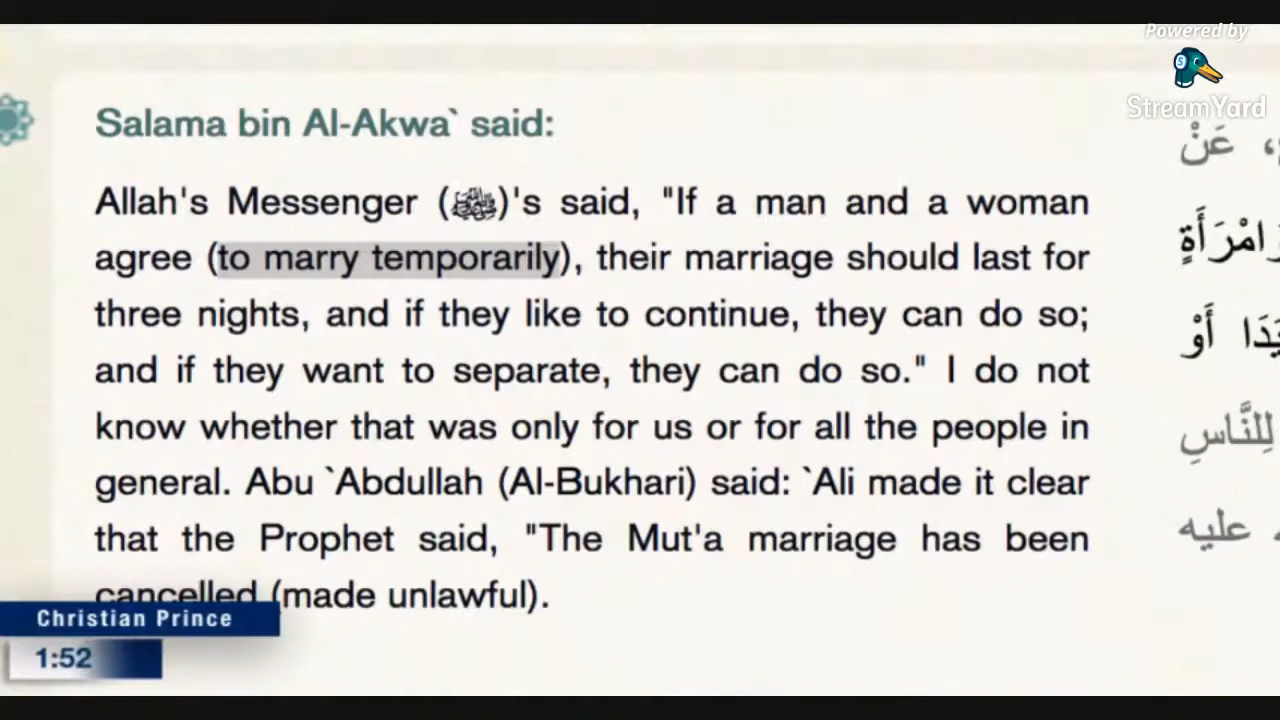 Powered by
StreamYard
Salama bin Al-Akwa` said:
Allah's Messenger (ﷺ)'s said, "If a man and a woman
agree (to marry temporarily), their marriage should last for
three nights, and if they like to continue, they can do so;
and if they want to separate, they can do so." I do not
know whether that was only for us or for all the people in
general. Abu `Abdullah (Al-Bukhari) said: `Ali made it clear
that the Prophet said, "The Mut'a marriage has been
cancelled (made unlawful).
عَنْ
أَوْ
لِلنَّاسِ
عليه
Christian Prince
1:52